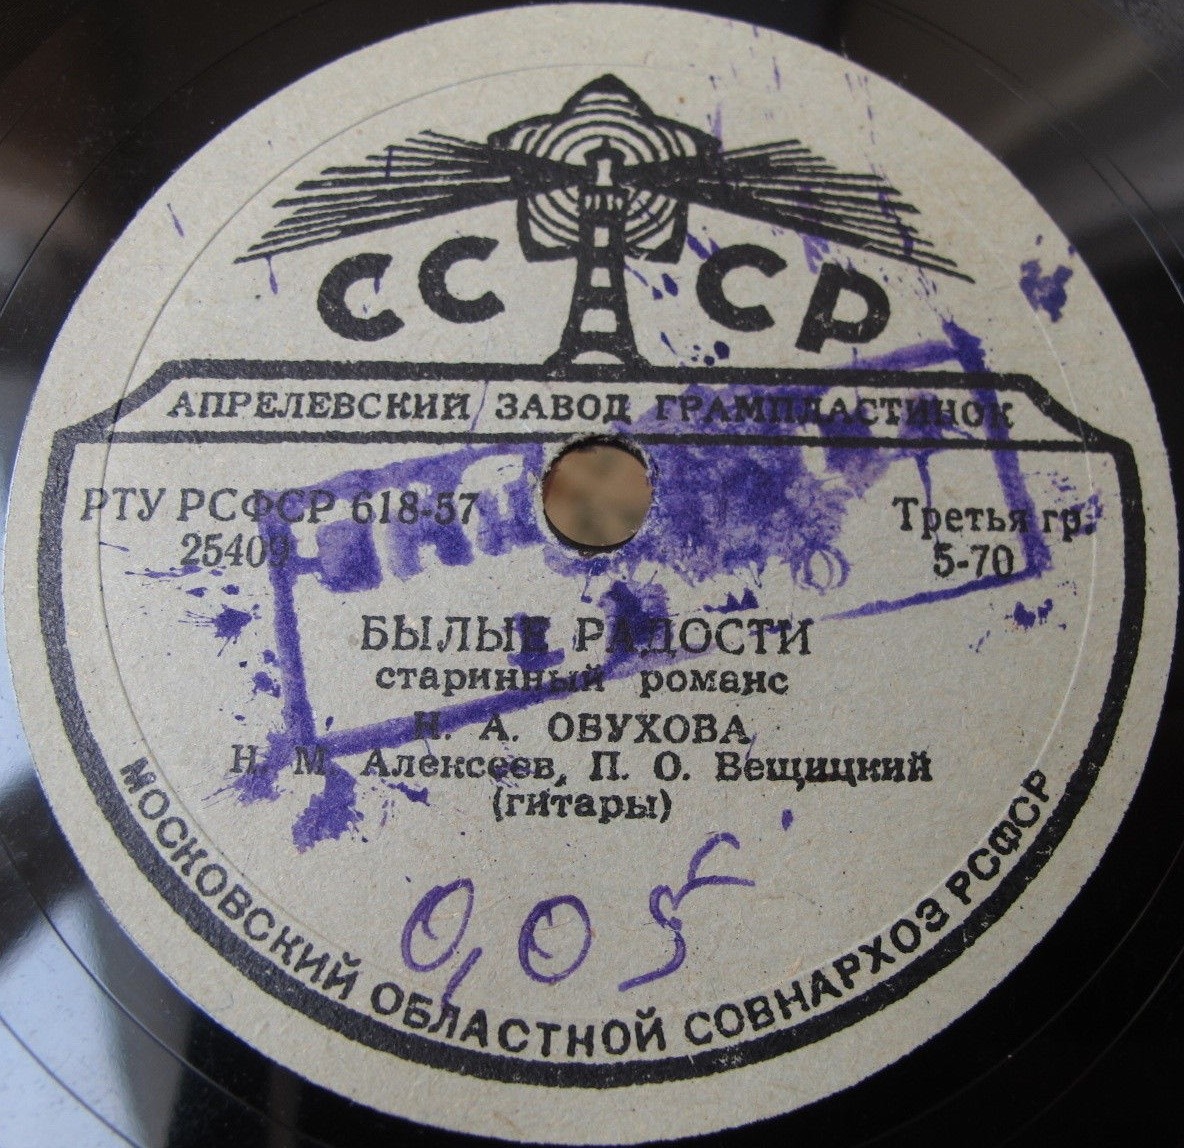 СССР
АПРЕЛЕВСКИЙ ЗАВОД ГРАМПЛАСТИНОК
РТУ РСФСР 618-57
25409
Третья гр.
5-70
БЫЛЫЕ РАДОСТИ
старинный романс
Н. А. ОБУХОВА
Н. М. Алексеев, П. О. Вещицкий
(гитары)
0,05
МОСКОВСКИЙ ОБЛАСТНОЙ СОВНАРХОЗ РСФСР